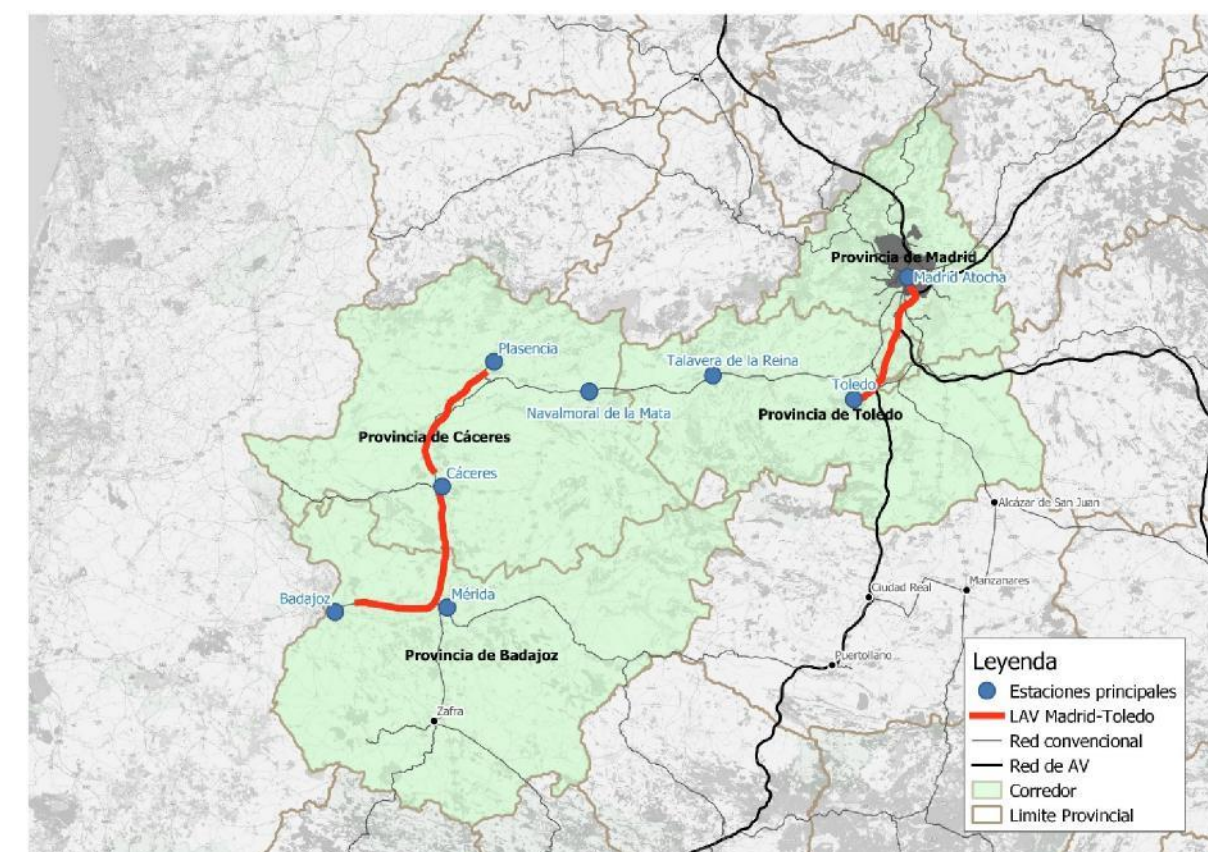 Provincia de Madrid
Madrid Atocha
Plasencia
Talavera de la Reina
Toledo
Navalmoral de la Mata
Provincia de Toledo
Provincia de Cáceres
Cáceres
Alcázar de San Juan
Badajoz
Mérida
Ciudad Real
Manzanares
Provincia de Badajoz
Puertollano
Zafra
Leyenda
Estaciones principales
LAV Madrid-Toledo
Red convencional
Red de AV
Corredor
Limite Provincial